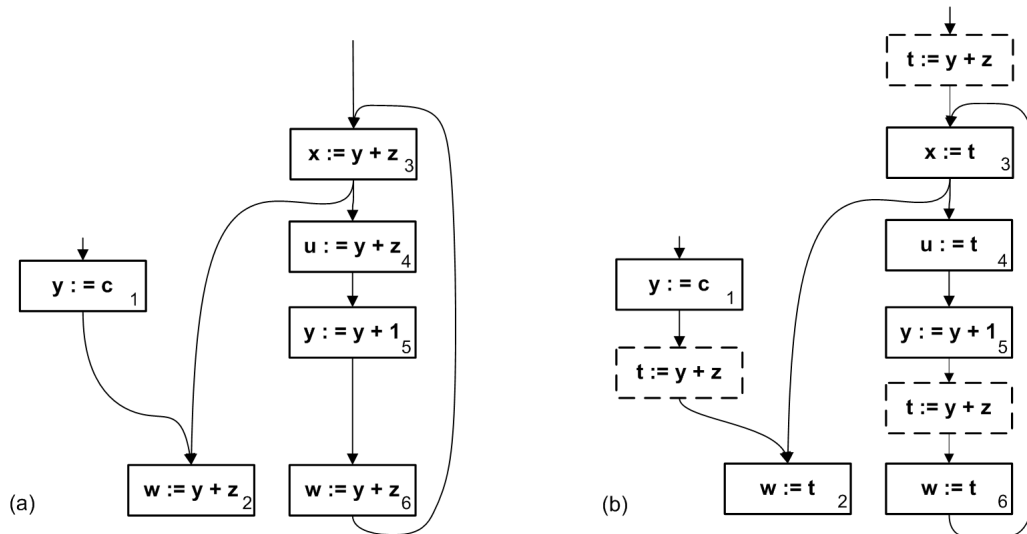 x := y + z 3
u : = y + z 4
y : = c 1
y : = y + 1 5
w := y + z 2
w := y + z 6
(a)
t := y + z
x := t 3
u := t 4
y : = c 1
y := y + 1 5
t := y + z
t := y + z
w := t 2
w := t 6
(b)